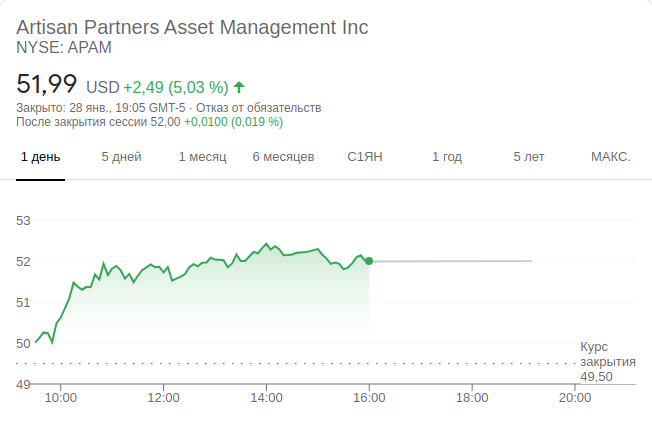 Artisan Partners Asset Management Inc
NYSE: APAM
51,99 USD +2,49 (5,03 %)
Закрыто: 28 янв., 19:05 GMT-5 · Отказ от обязательств
После закрытия сессии 52,00 +0,0100 (0,019 %)
1 день 5 дней 1 месяц 6 месяцев С1ЯН 1 год 5 лет МАКС.
53
52
51
50
49
Курс
закрытия
49,50
10:00 12:00 14:00 16:00 18:00 20:00